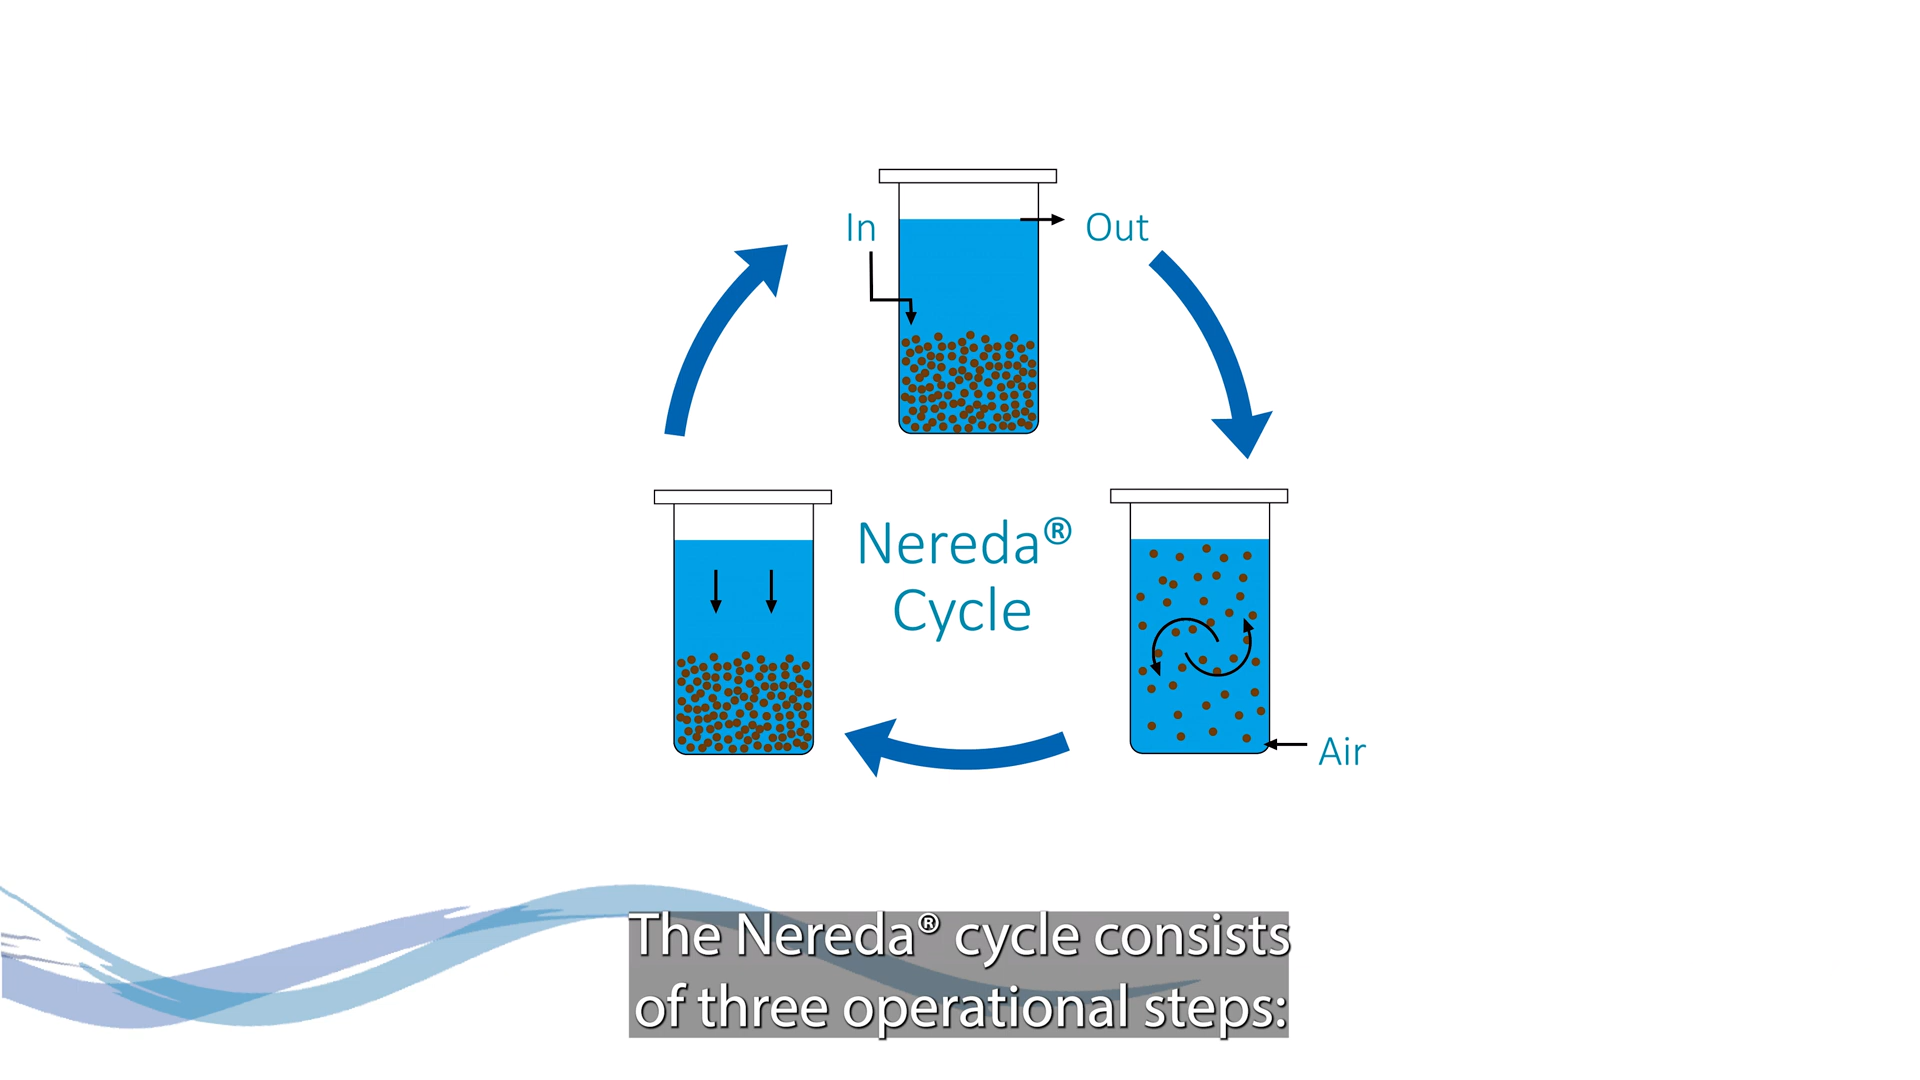 In
Out
Nereda®
Cycle
Air
The Nereda® cycle consists
of three operational steps: